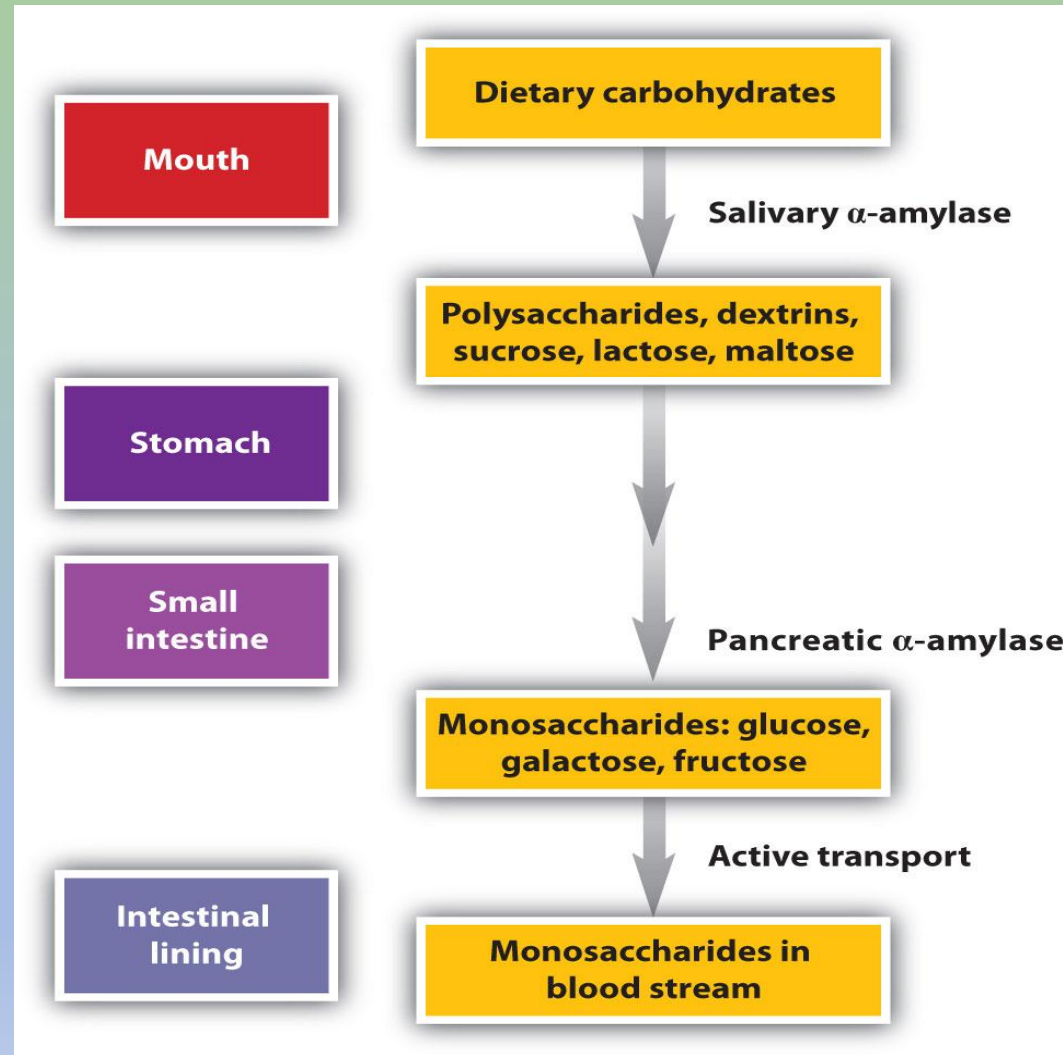 Dietary carbohydrates
Mouth
Salivary α-amylase
Polysaccharides, dextrins,
sucrose, lactose, maltose
Stomach
Small
intestine
Pancreatic α-amylase
Monosaccharides: glucose,
galactose, fructose
Active transport
Intestinal
lining
Monosaccharides in
blood stream